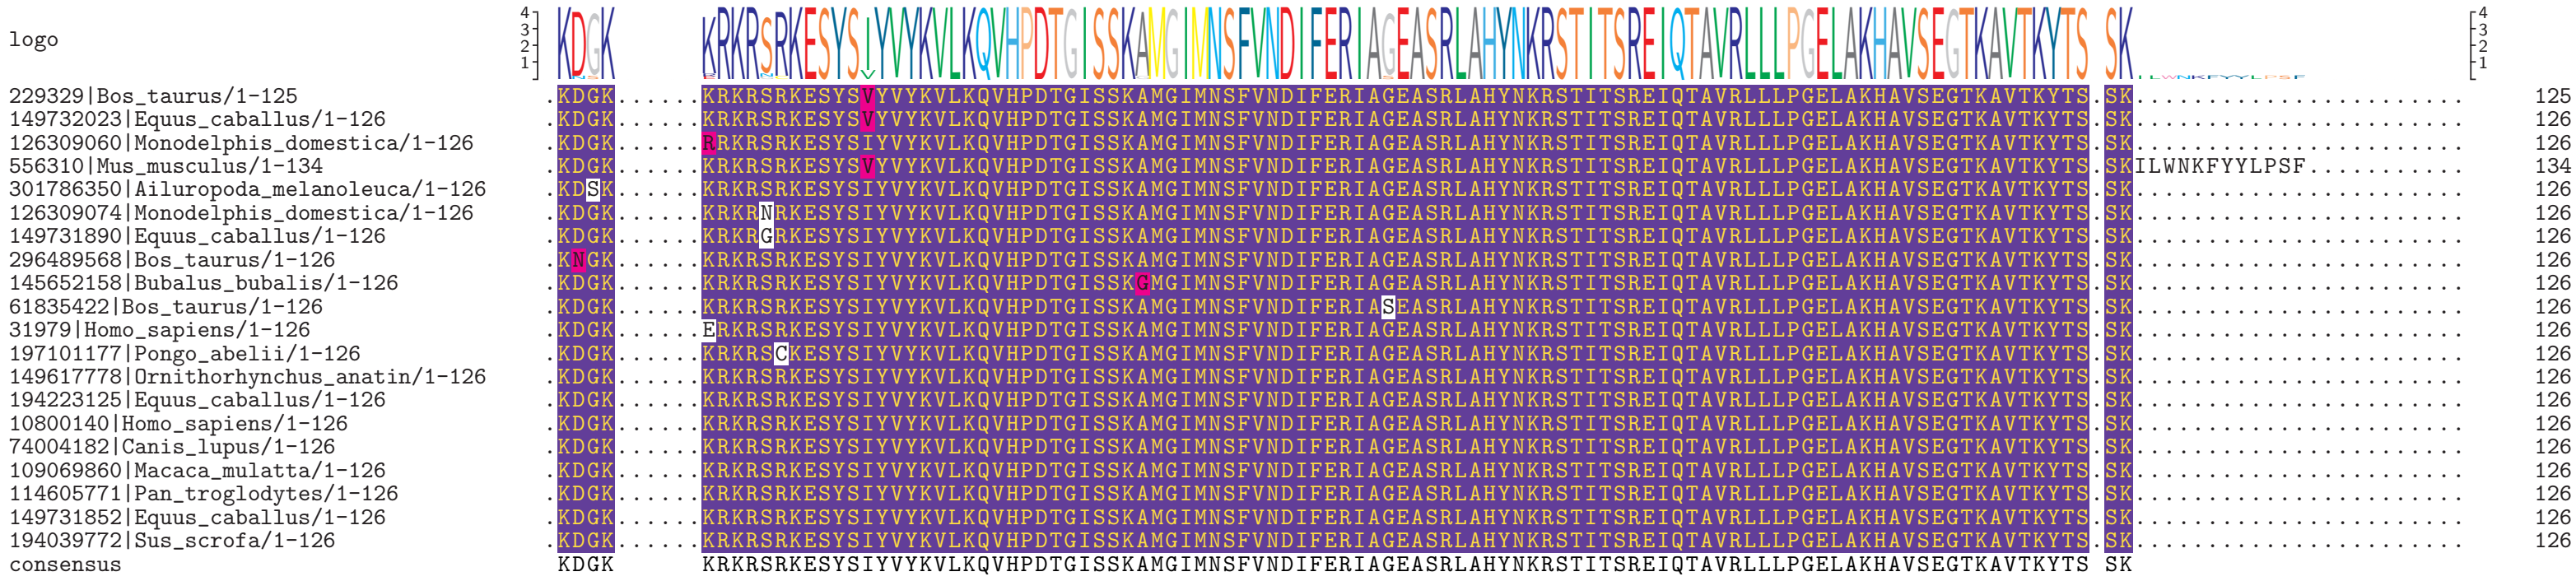 logo
4
3
2
1
KDGK KRKRSRKESYSIYVYKVLKQVHPDTGISSKAMGIMNSFVNDIFERIAGEASRLAHYNKRSTITSREIQTAVRLLLPGELAKHAVSEGTKAVTKYTS SK
4
3
2
1
229329|Bos_taurus/1-125 .KDGK......KRKRSRKESYSVYVYKVLKQVHPDTGISSKAMGIMNSFVNDIFERIAGEASRLAHYNKRSTITSREIQTAVRLLLPGELAKHAVSEGTKAVTKYTS.SK....................... 125
149732023|Equus_caballus/1-126 .KDGK......KRKRSRKESYSVYVYKVLKQVHPDTGISSKAMGIMNSFVNDIFERIAGEASRLAHYNKRSTITSREIQTAVRLLLPGELAKHAVSEGTKAVTKYTS.SK....................... 126
126309060|Monodelphis_domestica/1-126 .KDGK......RRKRSRKESYSIYVYKVLKQVHPDTGISSKAMGIMNSFVNDIFERIAGEASRLAHYNKRSTITSREIQTAVRLLLPGELAKHAVSEGTKAVTKYTS.SK....................... 126
556310|Mus_musculus/1-134 .KDGK......KRKRSRKESYSVYVYKVLKQVHPDTGISSKAMGIMNSFVNDIFERIAGEASRLAHYNKRSTITSREIQTAVRLLLPGELAKHAVSEGTKAVTKYTS.SKILWNKFYYLPSF........... 134
301786350|Ailuropoda_melanoleuca/1-126 .KDSK......KRKRSRKESYSIYVYKVLKQVHPDTGISSKAMGIMNSFVNDIFERIAGEASRLAHYNKRSTITSREIQTAVRLLLPGELAKHAVSEGTKAVTKYTS.SK....................... 126
126309074|Monodelphis_domestica/1-126 .KDGK......KRKRNRKESYSIYVYKVLKQVHPDTGISSKAMGIMNSFVNDIFERIAGEASRLAHYNKRSTITSREIQTAVRLLLPGELAKHAVSEGTKAVTKYTS.SK....................... 126
149731890|Equus_caballus/1-126 .KDGK......KRKRGRKESYSIYVYKVLKQVHPDTGISSKAMGIMNSFVNDIFERIAGEASRLAHYNKRSTITSREIQTAVRLLLPGELAKHAVSEGTKAVTKYTS.SK....................... 126
296489568|Bos_taurus/1-126 .KNGK......KRKRSRKESYSIYVYKVLKQVHPDTGISSKAMGIMNSFVNDIFERIAGEASRLAHYNKRSTITSREIQTAVRLLLPGELAKHAVSEGTKAVTKYTS.SK....................... 126
145652158|Bubalus_bubalis/1-126 .KDGK......KRKRSRKESYSIYVYKVLKQVHPDTGISSKGMGIMNSFVNDIFERIAGEASRLAHYNKRSTITSREIQTAVRLLLPGELAKHAVSEGTKAVTKYTS.SK....................... 126
61835422|Bos_taurus/1-126 .KDGK......KRKRSRKESYSIYVYKVLKQVHPDTGISSKAMGIMNSFVNDIFERIASEASRLAHYNKRSTITSREIQTAVRLLLPGELAKHAVSEGTKAVTKYTS.SK....................... 126
31979|Homo_sapiens/1-126 .KDGK......ERKRSRKESYSIYVYKVLKQVHPDTGISSKAMGIMNSFVNDIFERIAGEASRLAHYNKRSTITSREIQTAVRLLLPGELAKHAVSEGTKAVTKYTS.SK....................... 126
197101177|Pongo_abelii/1-126 .KDGK......KRKRSCKESYSIYVYKVLKQVHPDTGISSKAMGIMNSFVNDIFERIAGEASRLAHYNKRSTITSREIQTAVRLLLPGELAKHAVSEGTKAVTKYTS.SK....................... 126
149617778|Ornithorhynchus_anatin/1-126 .KDGK......KRKRSRKESYSIYVYKVLKQVHPDTGISSKAMGIMNSFVNDIFERIAGEASRLAHYNKRSTITSREIQTAVRLLLPGELAKHAVSEGTKAVTKYTS.SK....................... 126
194223125|Equus_caballus/1-126 .KDGK......KRKRSRKESYSIYVYKVLKQVHPDTGISSKAMGIMNSFVNDIFERIAGEASRLAHYNKRSTITSREIQTAVRLLLPGELAKHAVSEGTKAVTKYTS.SK....................... 126
10800140|Homo_sapiens/1-126 .KDGK......KRKRSRKESYSIYVYKVLKQVHPDTGISSKAMGIMNSFVNDIFERIAGEASRLAHYNKRSTITSREIQTAVRLLLPGELAKHAVSEGTKAVTKYTS.SK....................... 126
74004182|Canis_lupus/1-126 .KDGK......KRKRSRKESYSIYVYKVLKQVHPDTGISSKAMGIMNSFVNDIFERIAGEASRLAHYNKRSTITSREIQTAVRLLLPGELAKHAVSEGTKAVTKYTS.SK....................... 126
109069860|Macaca_mulatta/1-126 .KDGK......KRKRSRKESYSIYVYKVLKQVHPDTGISSKAMGIMNSFVNDIFERIAGEASRLAHYNKRSTITSREIQTAVRLLLPGELAKHAVSEGTKAVTKYTS.SK....................... 126
114605771|Pan_troglodytes/1-126 .KDGK......KRKRSRKESYSIYVYKVLKQVHPDTGISSKAMGIMNSFVNDIFERIAGEASRLAHYNKRSTITSREIQTAVRLLLPGELAKHAVSEGTKAVTKYTS.SK....................... 126
149731852|Equus_caballus/1-126 .KDGK......KRKRSRKESYSIYVYKVLKQVHPDTGISSKAMGIMNSFVNDIFERIAGEASRLAHYNKRSTITSREIQTAVRLLLPGELAKHAVSEGTKAVTKYTS.SK....................... 126
194039772|Sus_scrofa/1-126 .KDGK......KRKRSRKESYSIYVYKVLKQVHPDTGISSKAMGIMNSFVNDIFERIAGEASRLAHYNKRSTITSREIQTAVRLLLPGELAKHAVSEGTKAVTKYTS.SK....................... 126
consensus KDGK KRKRSRKESYSIYVYKVLKQVHPDTGISSKAMGIMNSFVNDIFERIAGEASRLAHYNKRSTITSREIQTAVRLLLPGELAKHAVSEGTKAVTKYTS SK